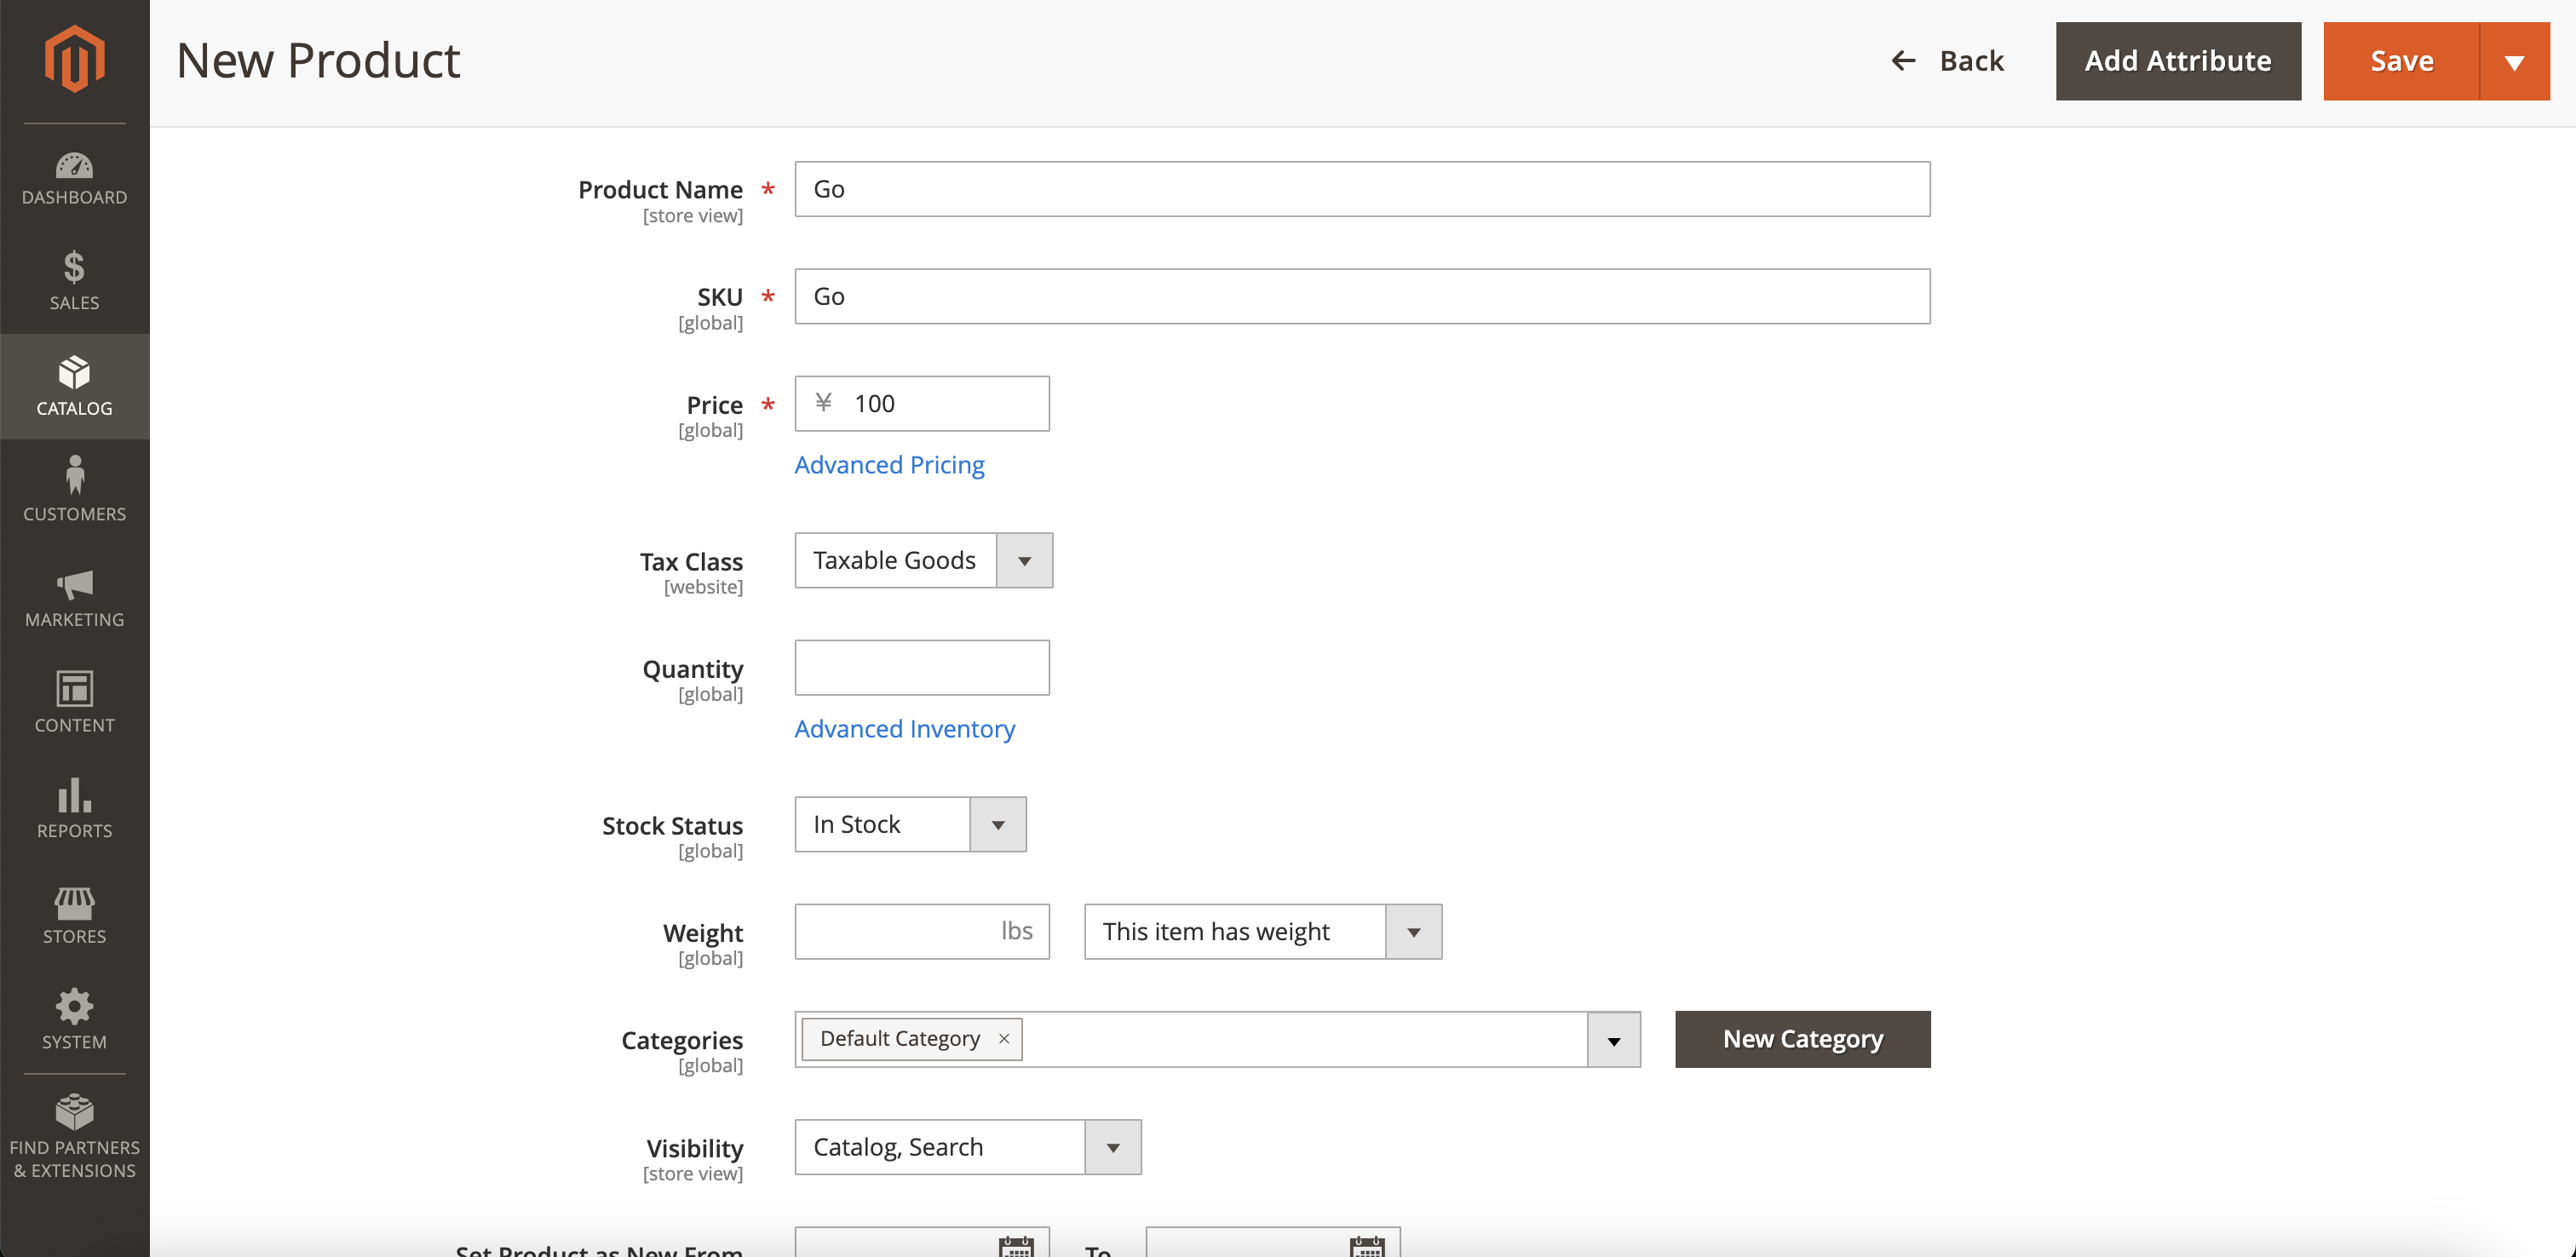 New Product
Back
Add Attribute
Save
DASHBOARD
SALES
CATALOG
CUSTOMERS
MARKETING
CONTENT
REPORTS
STORES
SYSTEM
FIND PARTNERS
& EXTENSIONS
Product Name *
[store view]
Go
SKU *
[global]
Go
Price *
[global]
¥ 100
Advanced Pricing
Tax Class
[website]
Taxable Goods
Quantity
[global]
Advanced Inventory
Stock Status
[global]
In Stock
Weight
[global]
lbs
This item has weight
Categories
[global]
Default Category ×
New Category
Visibility
[store view]
Catalog, Search
Set Product as New From
To